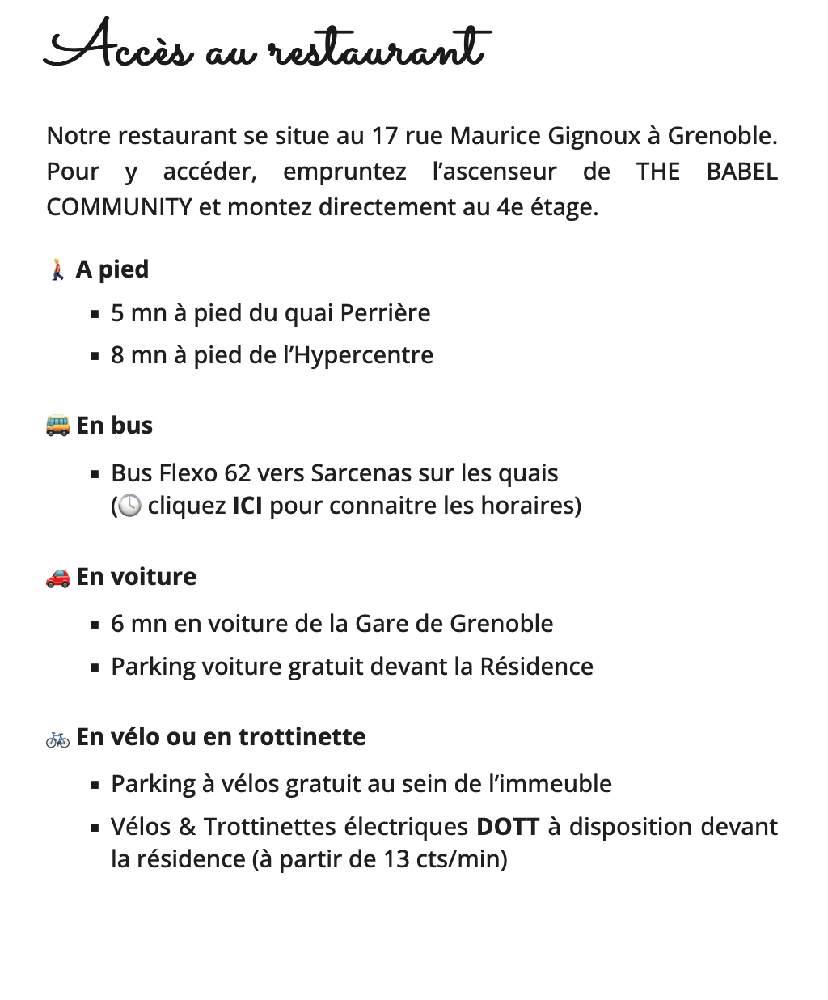 Accès au restaurant
Notre restaurant se situe au 17 rue Maurice Gignoux à Grenoble.
Pour y accéder, empruntez l’ascenseur de THE BABEL
COMMUNITY et montez directement au 4e étage.
🚶 A pied
▪ 5 mn à pied du quai Perrière
▪ 8 mn à pied de l’Hypercentre
🚌 En bus
▪ Bus Flexo 62 vers Sarcenas sur les quais
(🕓 cliquez ICI pour connaitre les horaires)
🚗 En voiture
▪ 6 mn en voiture de la Gare de Grenoble
▪ Parking voiture gratuit devant la Résidence
🚲 En vélo ou en trottinette
▪ Parking à vélos gratuit au sein de l’immeuble
▪ Vélos & Trottinettes électriques DOTT à disposition devant
la résidence (à partir de 13 cts/min)